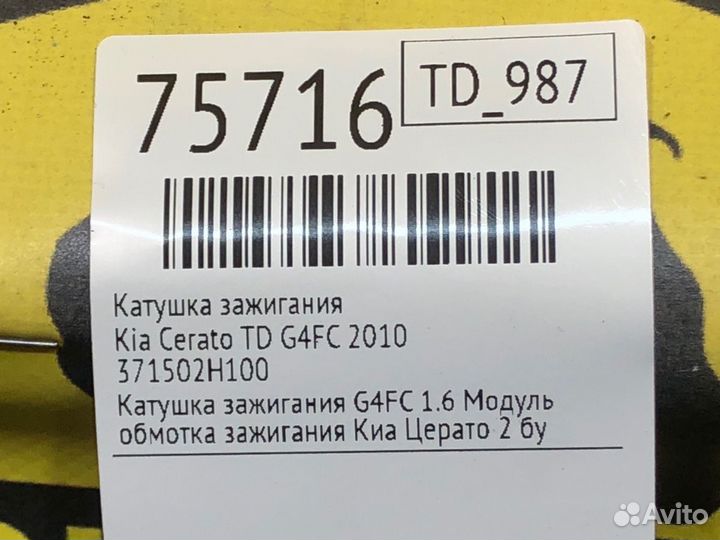 75716
TD_987
Катушка зажигания
Kia Cerato TD G4FC 2010
371502H100
Катушка зажигания G4FC 1.6 Модуль
обмотка зажигания Киа Церато 2 бу
Avito